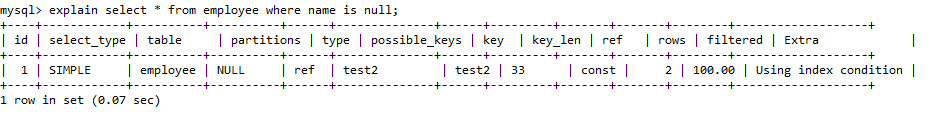 mysql> explain select * from employee where name is null;
+----+-------------+----------+------------+------+---------------+-------+---------+-------+------+----------+-----------------------+
| id | select_type | table | partitions | type | possible_keys | key | key_len | ref | rows | filtered | Extra |
+----+-------------+----------+------------+------+---------------+-------+---------+-------+------+----------+-----------------------+
| 1 | SIMPLE | employee | NULL | ref | test2 | test2 | 33 | const | 2 | 100.00 | Using index condition |
+----+-------------+----------+------------+------+---------------+-------+---------+-------+------+----------+-----------------------+
1 row in set (0.07 sec)